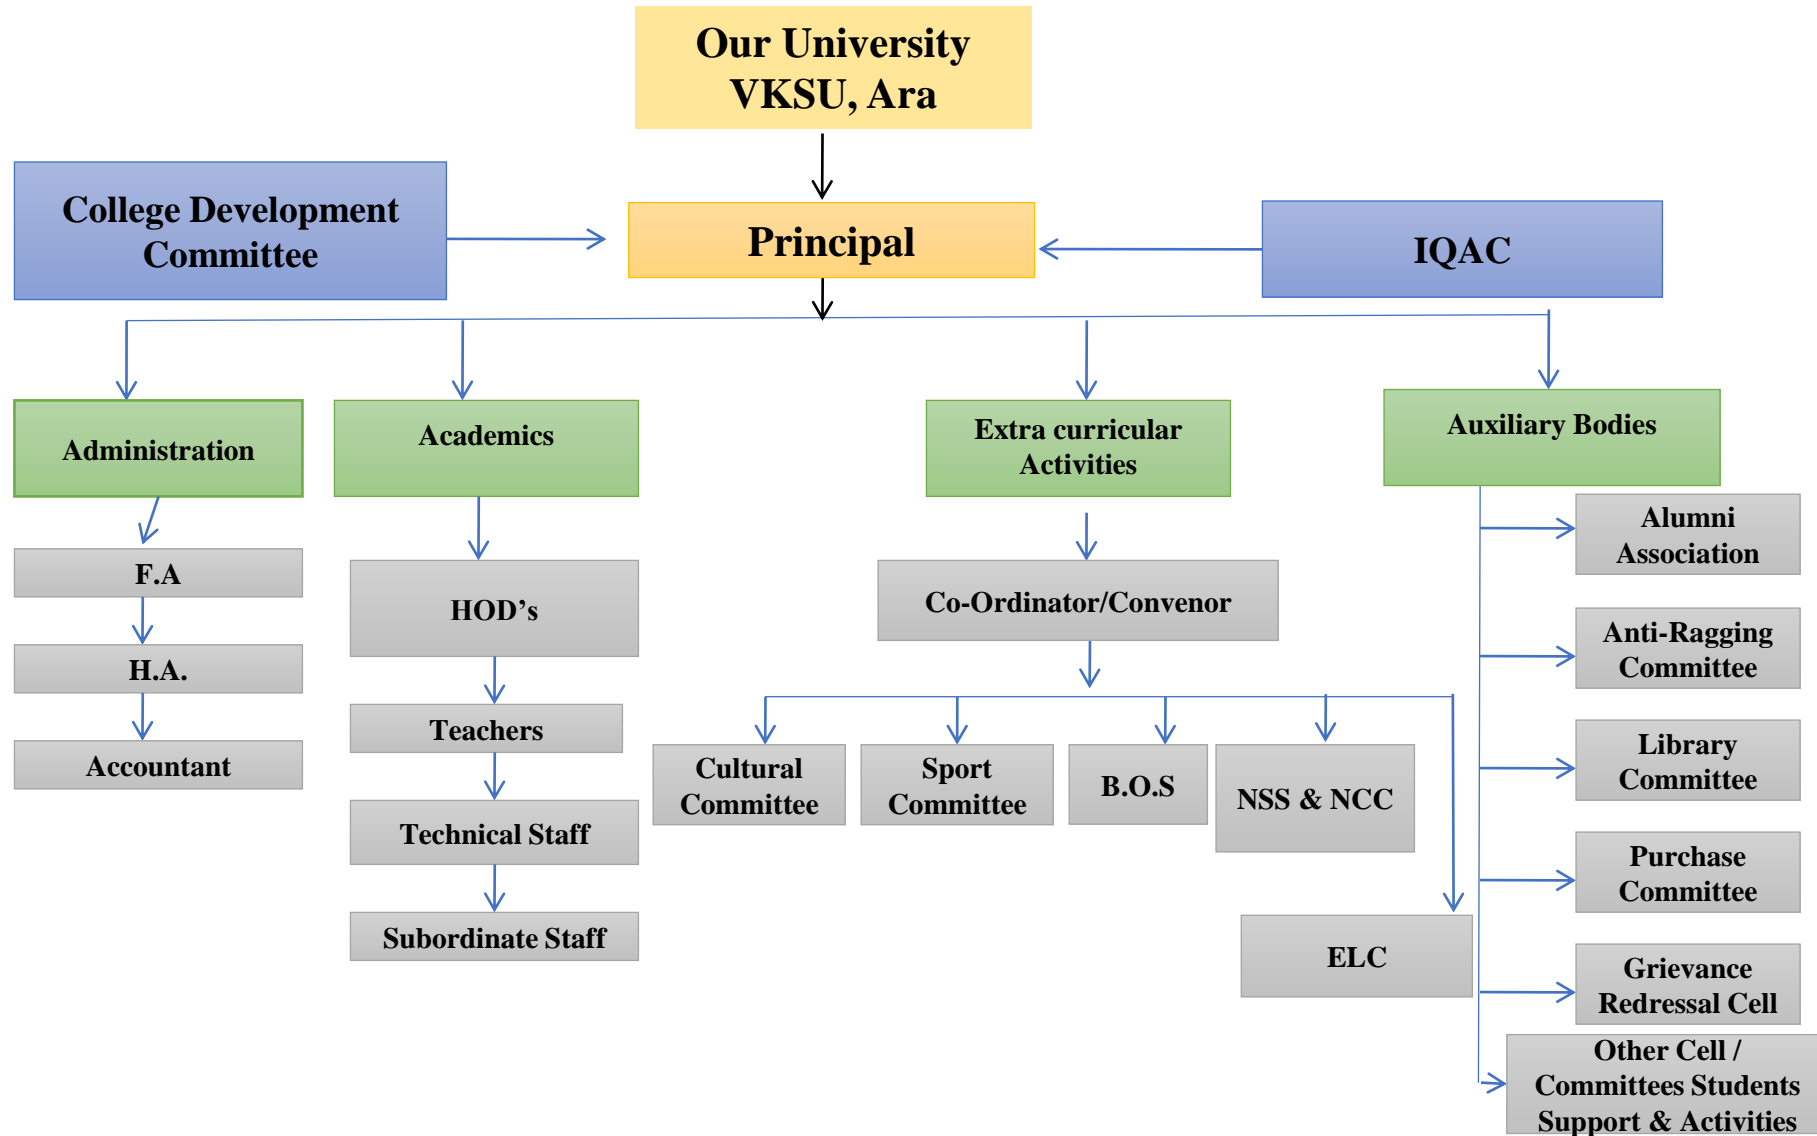 Our University
VKSU, Ara
College Development
Committee
Principal
IQAC
Administration
Academics
Extra curricular
Activities
Auxiliary Bodies
F.A
H.A.
Accountant
HOD’s
Teachers
Technical Staff
Subordinate Staff
Co-Ordinator/Convenor
Cultural
Committee
Sport
Committee
B.O.S
NSS & NCC
ELC
Alumni
Association
Anti-Ragging
Committee
Library
Committee
Purchase
Committee
Grievance
Redressal Cell
Other Cell /
Committees Students
Support & Activities